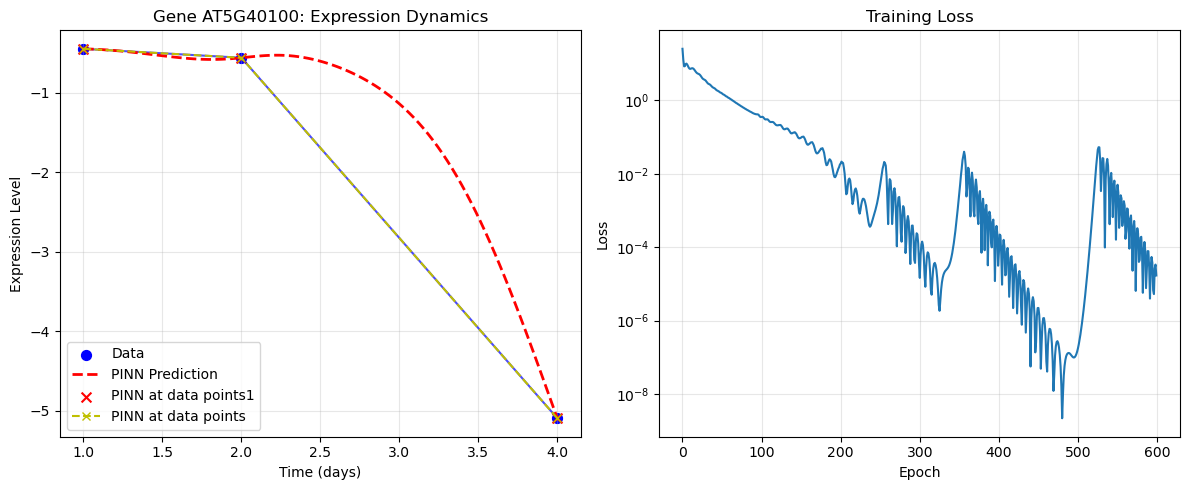 Gene AT5G40100: Expression Dynamics
Expression Level
−1
−2
−3
−4
−5
Data
PINN Prediction
PINN at data points1
PINN at data points
1.0
1.5
2.0
2.5
3.0
3.5
4.0
Time (days)
Training Loss
Loss
10⁰
10⁻²
10⁻⁴
10⁻⁶
10⁻⁸
0
100
200
300
400
500
600
Epoch